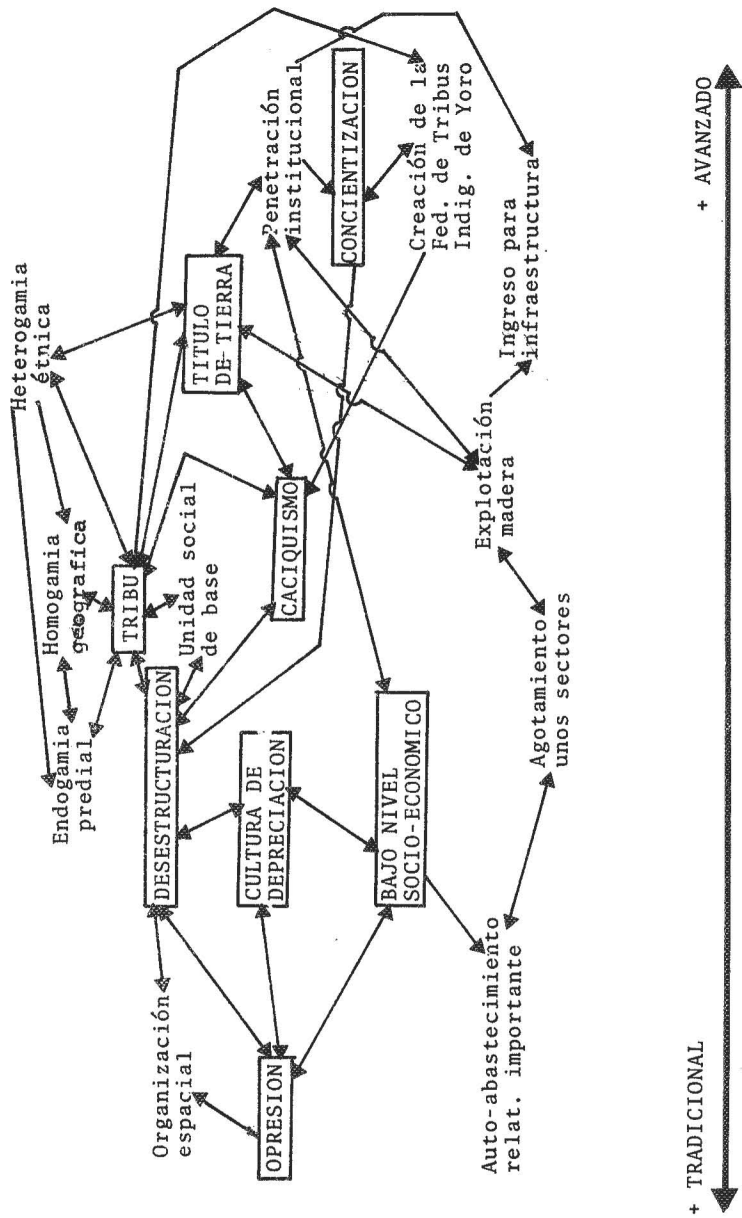 Heterogamia
étnica
Homogamia
geografica
Endogamia
predial
TRIBU
Unidad social
de base
TITULO
DE TIERRA
Penetración
institucional
CONCIENTIZACION
Creación de la
Fed. de Tribus
Indig. de Yoro
CACIQUISMO
DESESTRUCTURACION
CULTURA DE
DEPRECIACION
BAJO NIVEL
SOCIO-ECONOMICO
Organización
espacial
OPRESION
Auto-abastecimiento
relat. importante
Agotamiento
unos sectores
Explotación
madera
Ingreso para
infraestructura
+ TRADICIONAL
+ AVANZADO